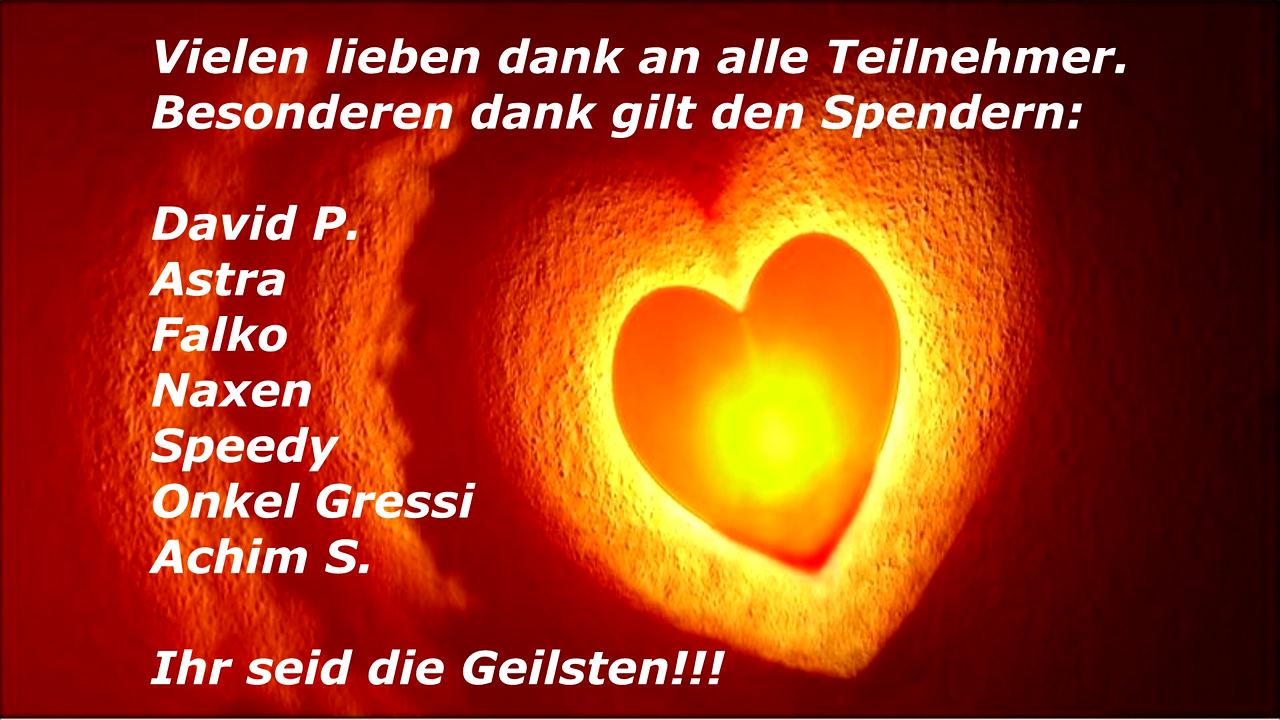 Vielen lieben dank an alle Teilnehmer.
Besonderen dank gilt den Spendern:
David P.
Astra
Falko
Naxen
Speedy
Onkel Gressi
Achim S.
Ihr seid die Geilsten!!!